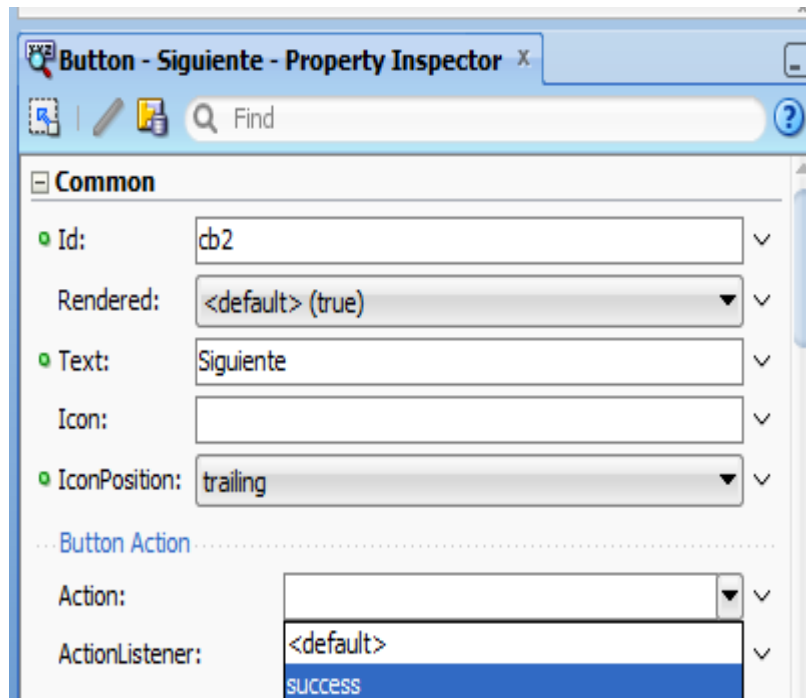 Button - Siguiente - Property Inspector x
Find
Common
Id: cb2
Rendered: <default> (true)
Text: Siguiente
Icon:
IconPosition: trailing
Button Action
Action:
<default>
ActionListener:
success